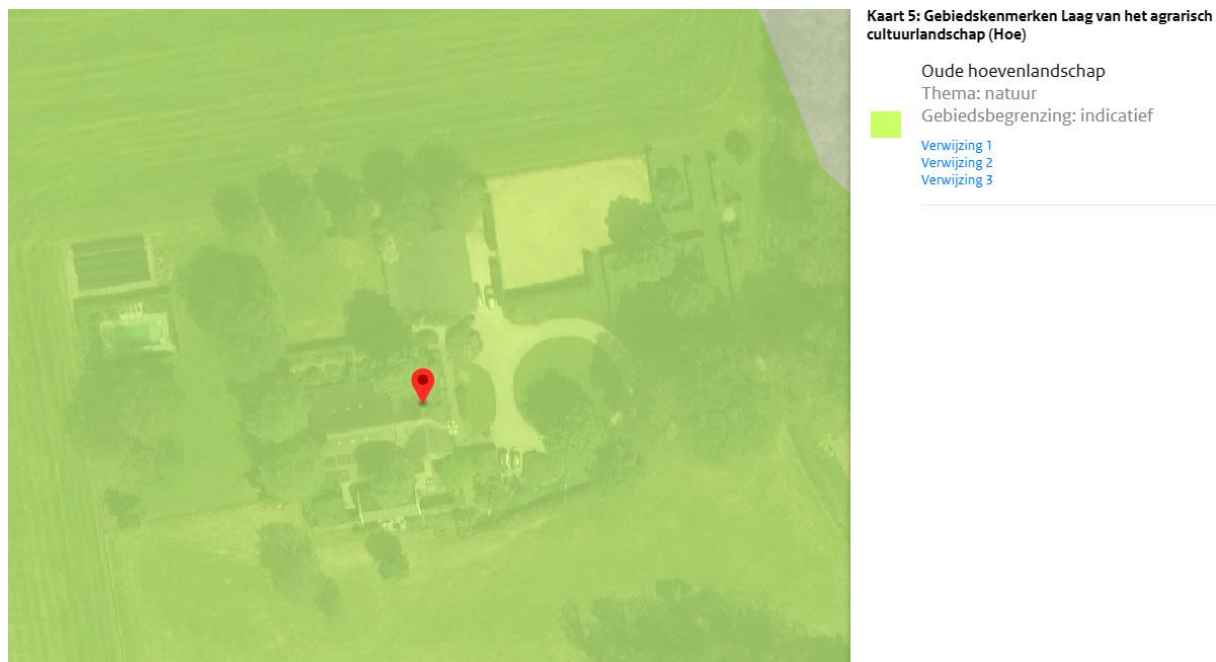 Kaart 5: Gebiedskenmerken Laag van het agrarisch
cultuurlandschap (Hoe)
Oude hoevenlandschap
Thema: natuur
Gebiedsbegrenzing: indicatief
Verwijzing 1
Verwijzing 2
Verwijzing 3